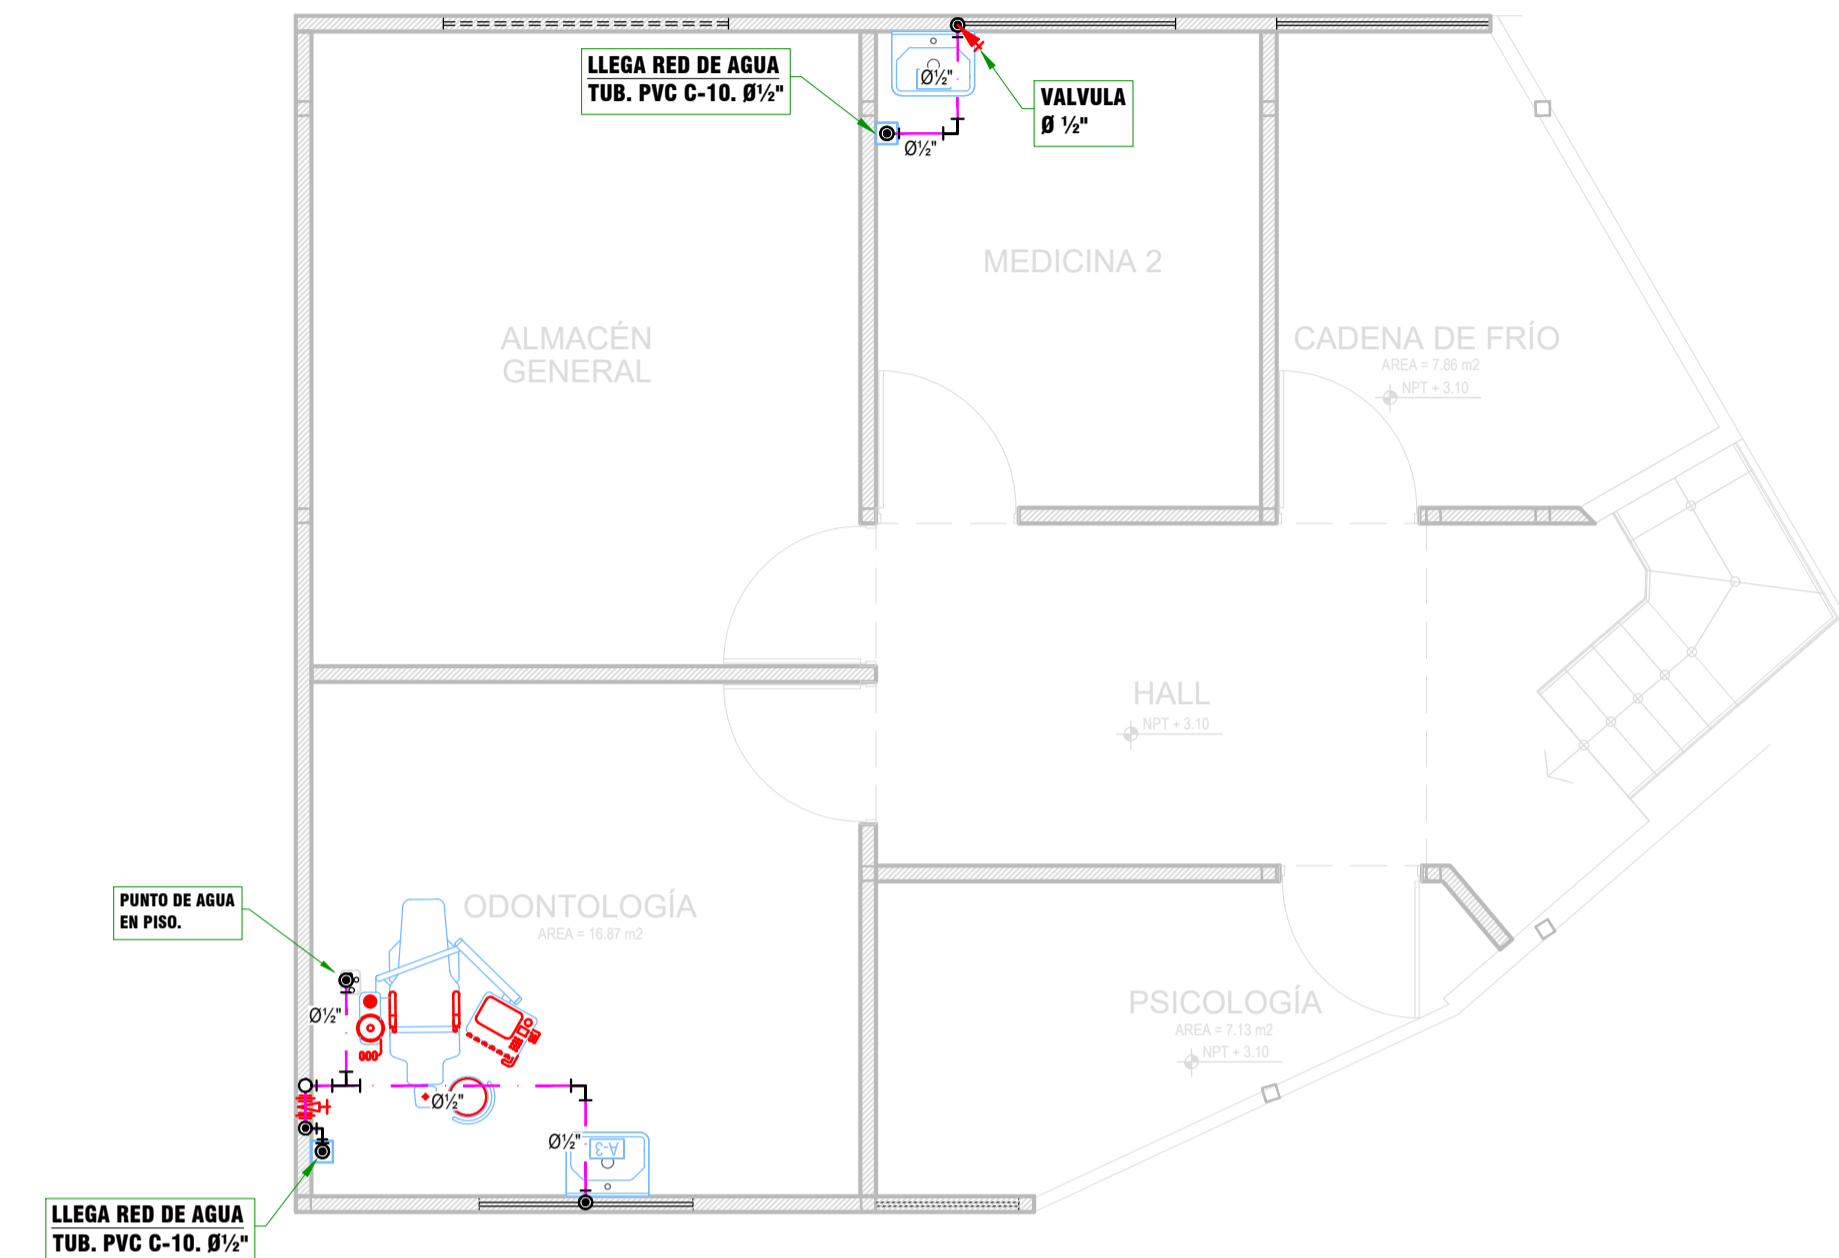 LLEGA RED DE AGUA
TUB. PVC C-10. Ø½"
VALVULA
Ø ½"
Ø½"
Ø½"
MEDICINA 2
ALMACÉN
GENERAL
CADENA DE FRÍO
AREA = 7.86 m2
NPT + 3.10
HALL
NPT + 3.10
PUNTO DE AGUA
EN PISO.
ODONTOLOGÍA
AREA = 16.87 m2
Ø½"
Ø½"
Ø½"
A-3
PSICOLOGÍA
AREA = 7.13 m2
NPT + 3.10
LLEGA RED DE AGUA
TUB. PVC C-10. Ø½"